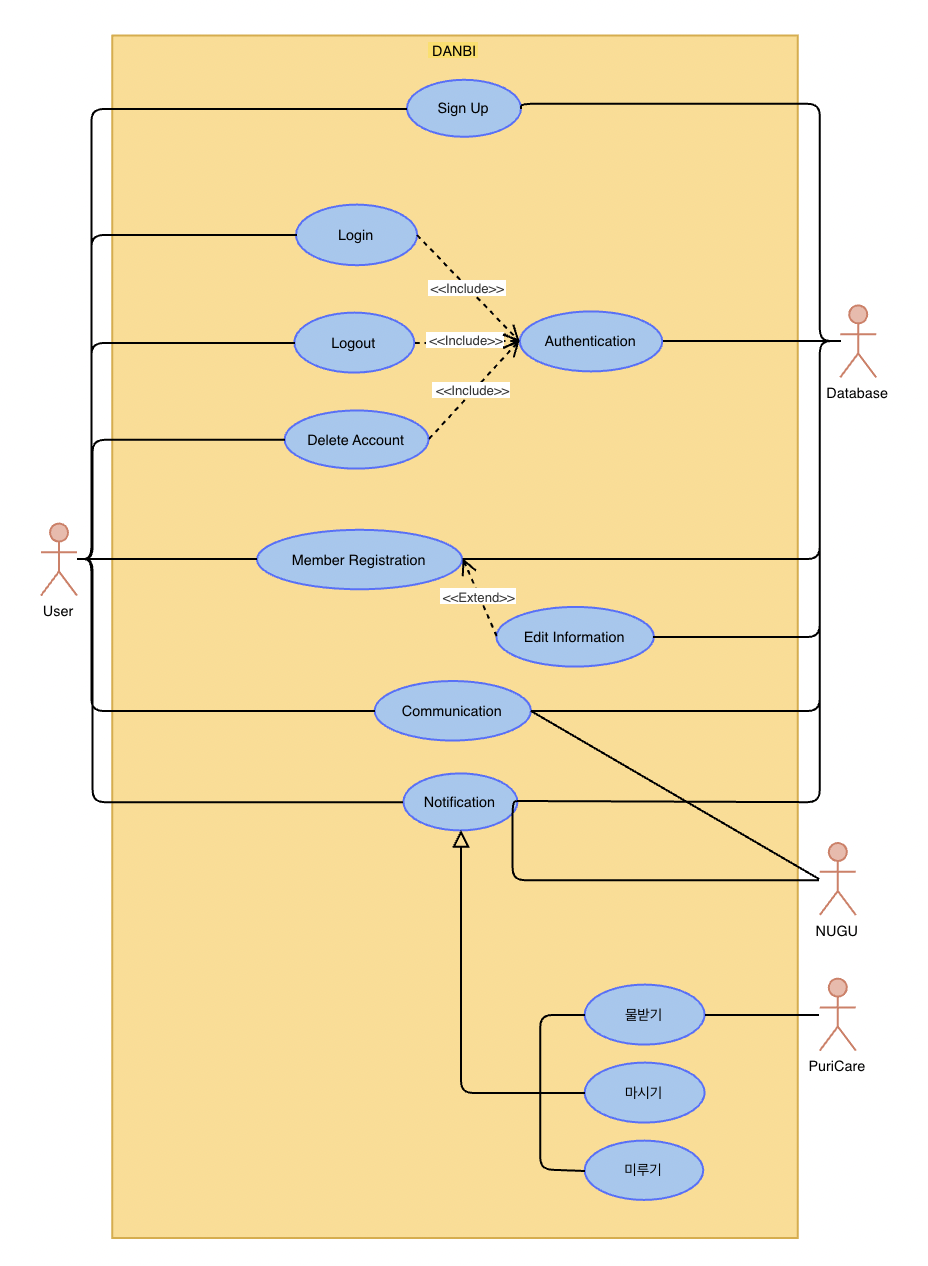 DANBI
Sign Up
Login
<<Include>>
Logout
<<Include>>
Authentication
<<Include>>
Database
Delete Account
Member Registration
<<Extend>>
User
Edit Information
Communication
Notification
NUGU
물받기
PuriCare
마시기
미루기